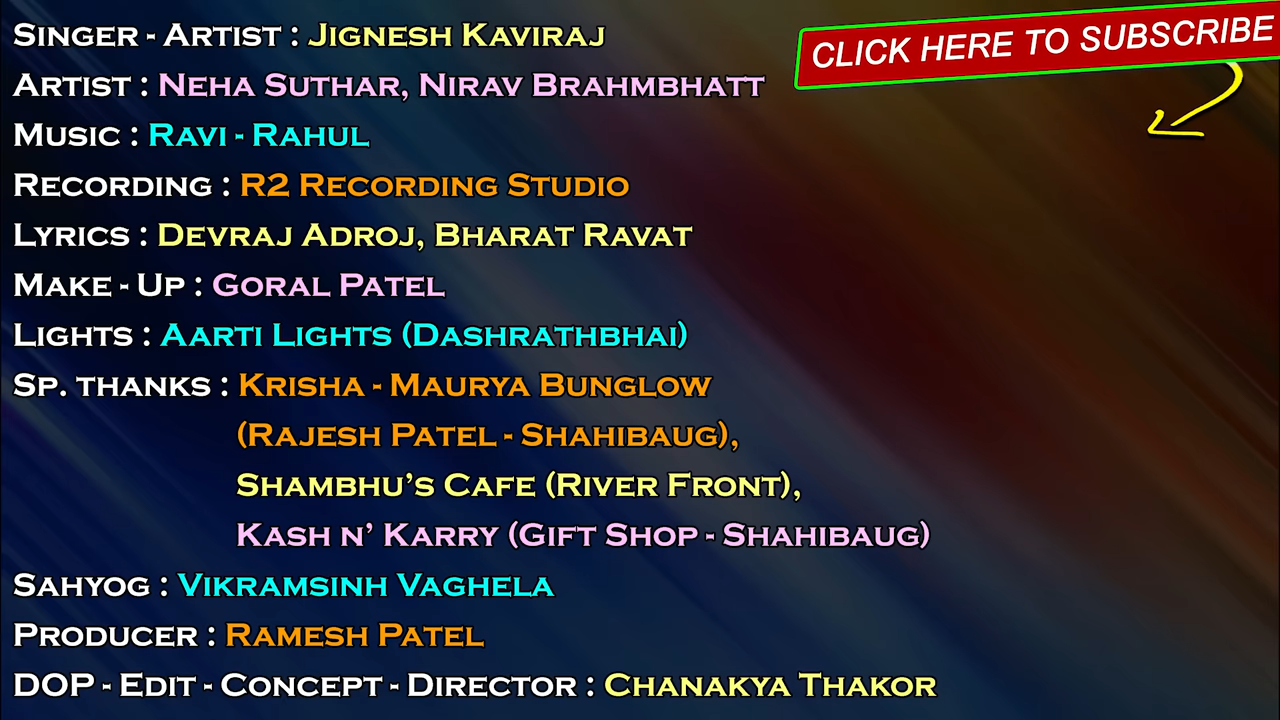 SINGER - ARTIST : JIGNESH KAVIRAJ
CLICK HERE TO SUBSCRIBE
ARTIST : NEHA SUTHAR, NIRAV BRAHMBHATT
MUSIC : RAVI - RAHUL
RECORDING : R2 RECORDING STUDIO
LYRICS : DEVRAJ ADROJ, BHARAT RAVAT
MAKE - UP : GORAL PATEL
LIGHTS : AARTI LIGHTS (DASHRATHBHAI)
SP. THANKS : KRISHA - MAURYA BUNGLOW
(RAJESH PATEL - SHAHIBAUG),
SHAMBHU'S CAFE (RIVER FRONT),
KASH N' KARRY (GIFT SHOP - SHAHIBAUG)
SAHYOG : VIKRAMSINH VAGHELA
PRODUCER : RAMESH PATEL
DOP - EDIT - CONCEPT - DIRECTOR : CHANAKYA THAKOR